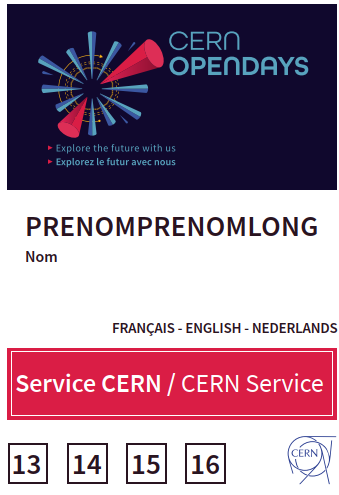 CERN
OPENDAYS
Explore the future with us
Explorez le futur avec nous
PRENOMPRENOMLONG
Nom
FRANÇAIS - ENGLISH - NEDERLANDS
Service CERN / CERN Service
13 14 15 16
CERN